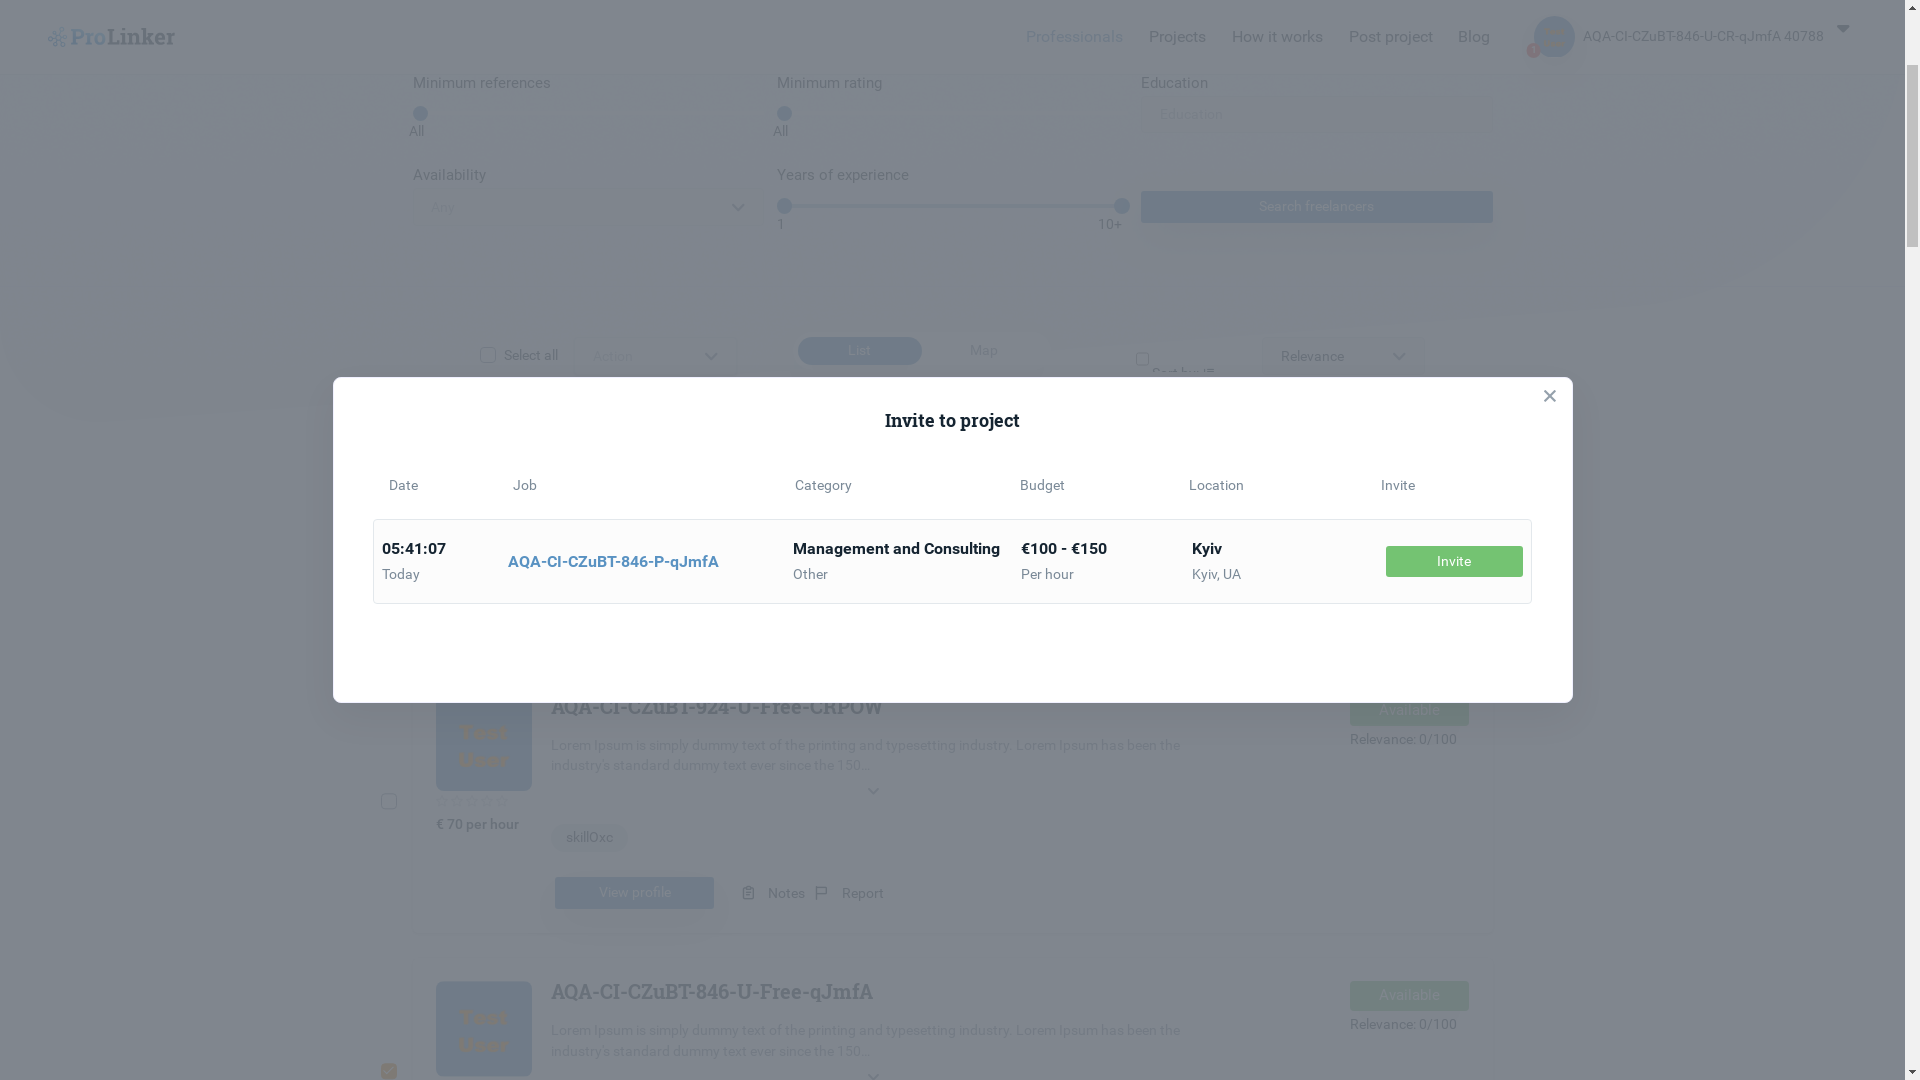 ProLinker
Professionals Projects How it works Post project Blog
AQA-CI-CZuBT-846-U-CR-qJmfA 40788
Minimum references Minimum rating Education
Education
All All
Availability Years of experience
Any Search freelancers
1 10+
Select all Action List Map Relevance
Sort by
Invite to project
Date Job Category Budget Location Invite
05:41:07 Management and Consulting €100 - €150 Kyiv
AQA-CI-CZuBT-846-P-qJmfA Invite
Today Other Per hour Kyiv, UA
AQA-CI-CZuBT-924-U-Free-CRPOW Available
Test
User
Relevance: 0/100
Lorem Ipsum is simply dummy text of the printing and typesetting industry. Lorem Ipsum has been the
industry's standard dummy text ever since the 150...
€ 70 per hour
skillOxc
View profile Notes Report
AQA-CI-CZuBT-846-U-Free-qJmfA Available
Test
User
Relevance: 0/100
Lorem Ipsum is simply dummy text of the printing and typesetting industry. Lorem Ipsum has been the
industry's standard dummy text ever since the 150...